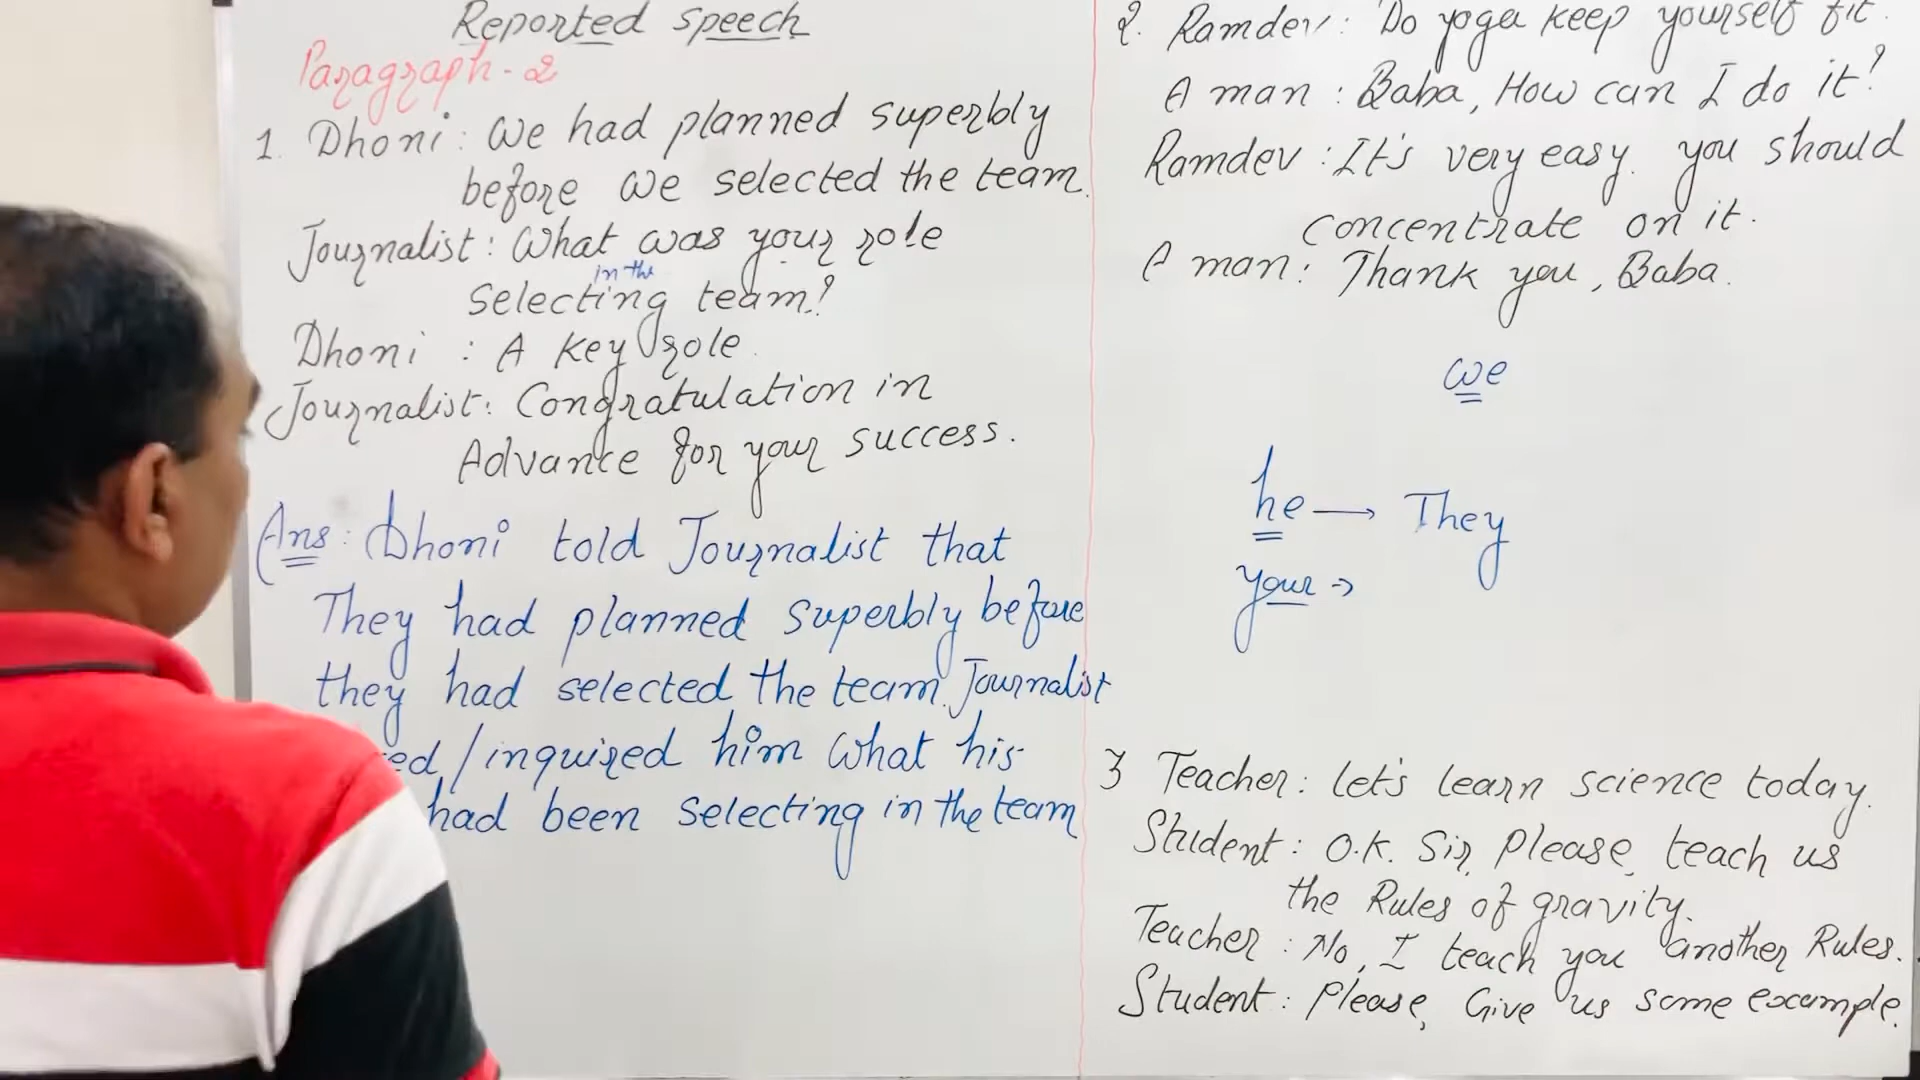 Reported speech
Paragraph - 2
1. Dhoni : We had planned superbly
before we selected the team.
Journalist : What was your role
in the
Selecting team?
Dhoni : A key role.
Journalist : Congratulation in
Advance for your success.
Ans : Dhoni told Journalist that
They had planned superbly before
they had selected the team. Journalist
ed / inquired him what his
had been selecting in the team
2. Ramdev : Do yoga keep yourself fit.
A man : Baba, How can I do it?
Ramdev : It's very easy. you should
concentrate on it.
A man : Thank you, Baba.
we
he → They
your →
3 Teacher : Let's learn science today.
Student : O.K. Sir, Please, teach us
the Rules of gravity.
Teacher : No, I teach you another Rules.
Student : Please, Give us some example.